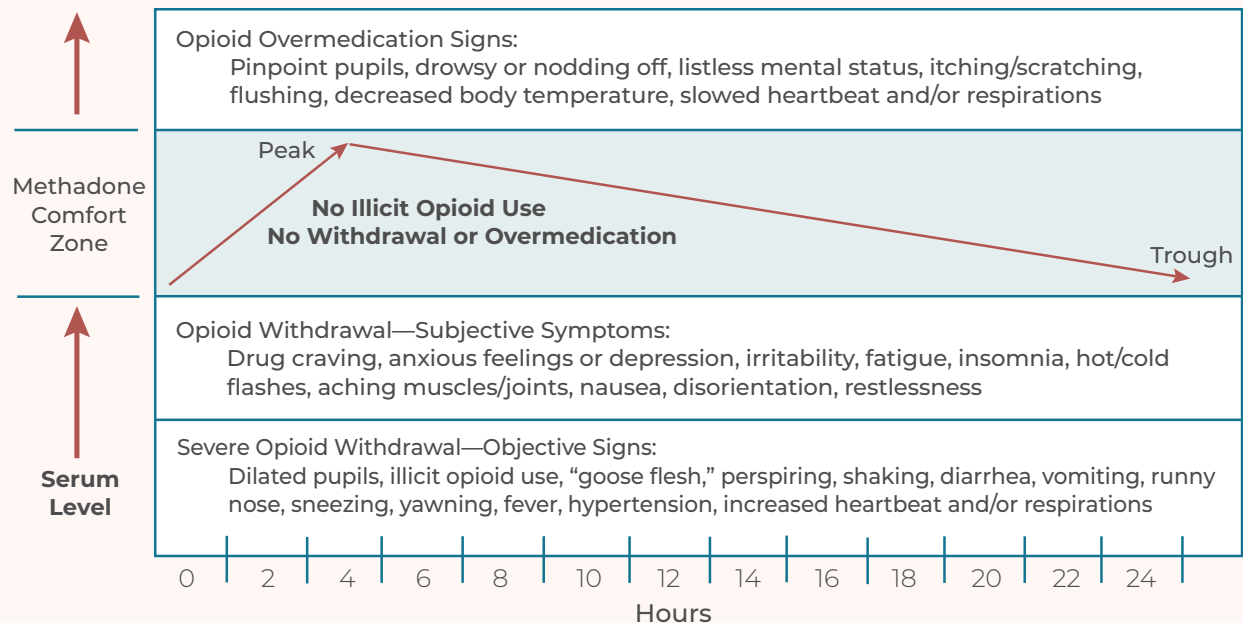 Opioid Overmedication Signs:
Pinpoint pupils, drowsy or nodding off, listless mental status, itching/scratching,
flushing, decreased body temperature, slowed heartbeat and/or respirations
Methadone
Comfort
Zone
Peak
No Illicit Opioid Use
No Withdrawal or Overmedication
Trough
Opioid Withdrawal—Subjective Symptoms:
Drug craving, anxious feelings or depression, irritability, fatigue, insomnia, hot/cold
flashes, aching muscles/joints, nausea, disorientation, restlessness
Serum
Level
Severe Opioid Withdrawal—Objective Signs:
Dilated pupils, illicit opioid use, “goose flesh,” perspiring, shaking, diarrhea, vomiting, runny
nose, sneezing, yawning, fever, hypertension, increased heartbeat and/or respirations
0 2 4 6 8 10 12 14 16 18 20 22 24
Hours